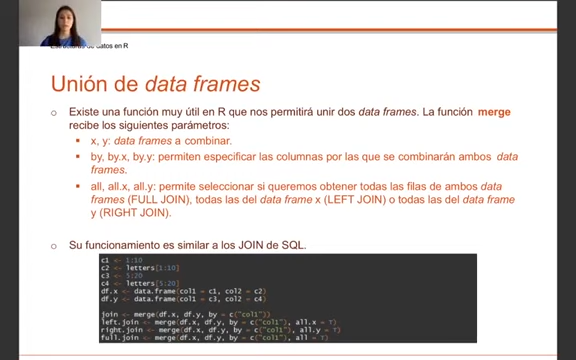 Estructuras de datos en R
Unión de data frames
Existe una función muy útil en R que nos permitirá unir dos data frames. La función merge
recibe los siguientes parámetros:
x, y: data frames a combinar.
by, by.x, by.y: permiten especificar las columnas por las que se combinarán ambos data
frames.
all, all.x, all.y: permite seleccionar si queremos obtener todas las filas de ambos data
frames (FULL JOIN), todas las del data frame x (LEFT JOIN) o todas las del data frame
y (RIGHT JOIN).
Su funcionamiento es similar a los JOIN de SQL.
c1 <- 1:10
c2 <- letters[1:10]
c3 <- 5:20
c4 <- letters[5:20]
df.x <- data.frame(col1 = c1, col2 = c2)
df.y <- data.frame(col1 = c3, col2 = c4)
join <- merge(df.x, df.y, by = c("col1"))
left.join <- merge(df.x, df.y, by = c("col1"), all.x = T)
right.join <- merge(df.x, df.y, by = c("col1"), all.y = T)
full.join <- merge(df.x, df.y, by = c("col1"), all = T)